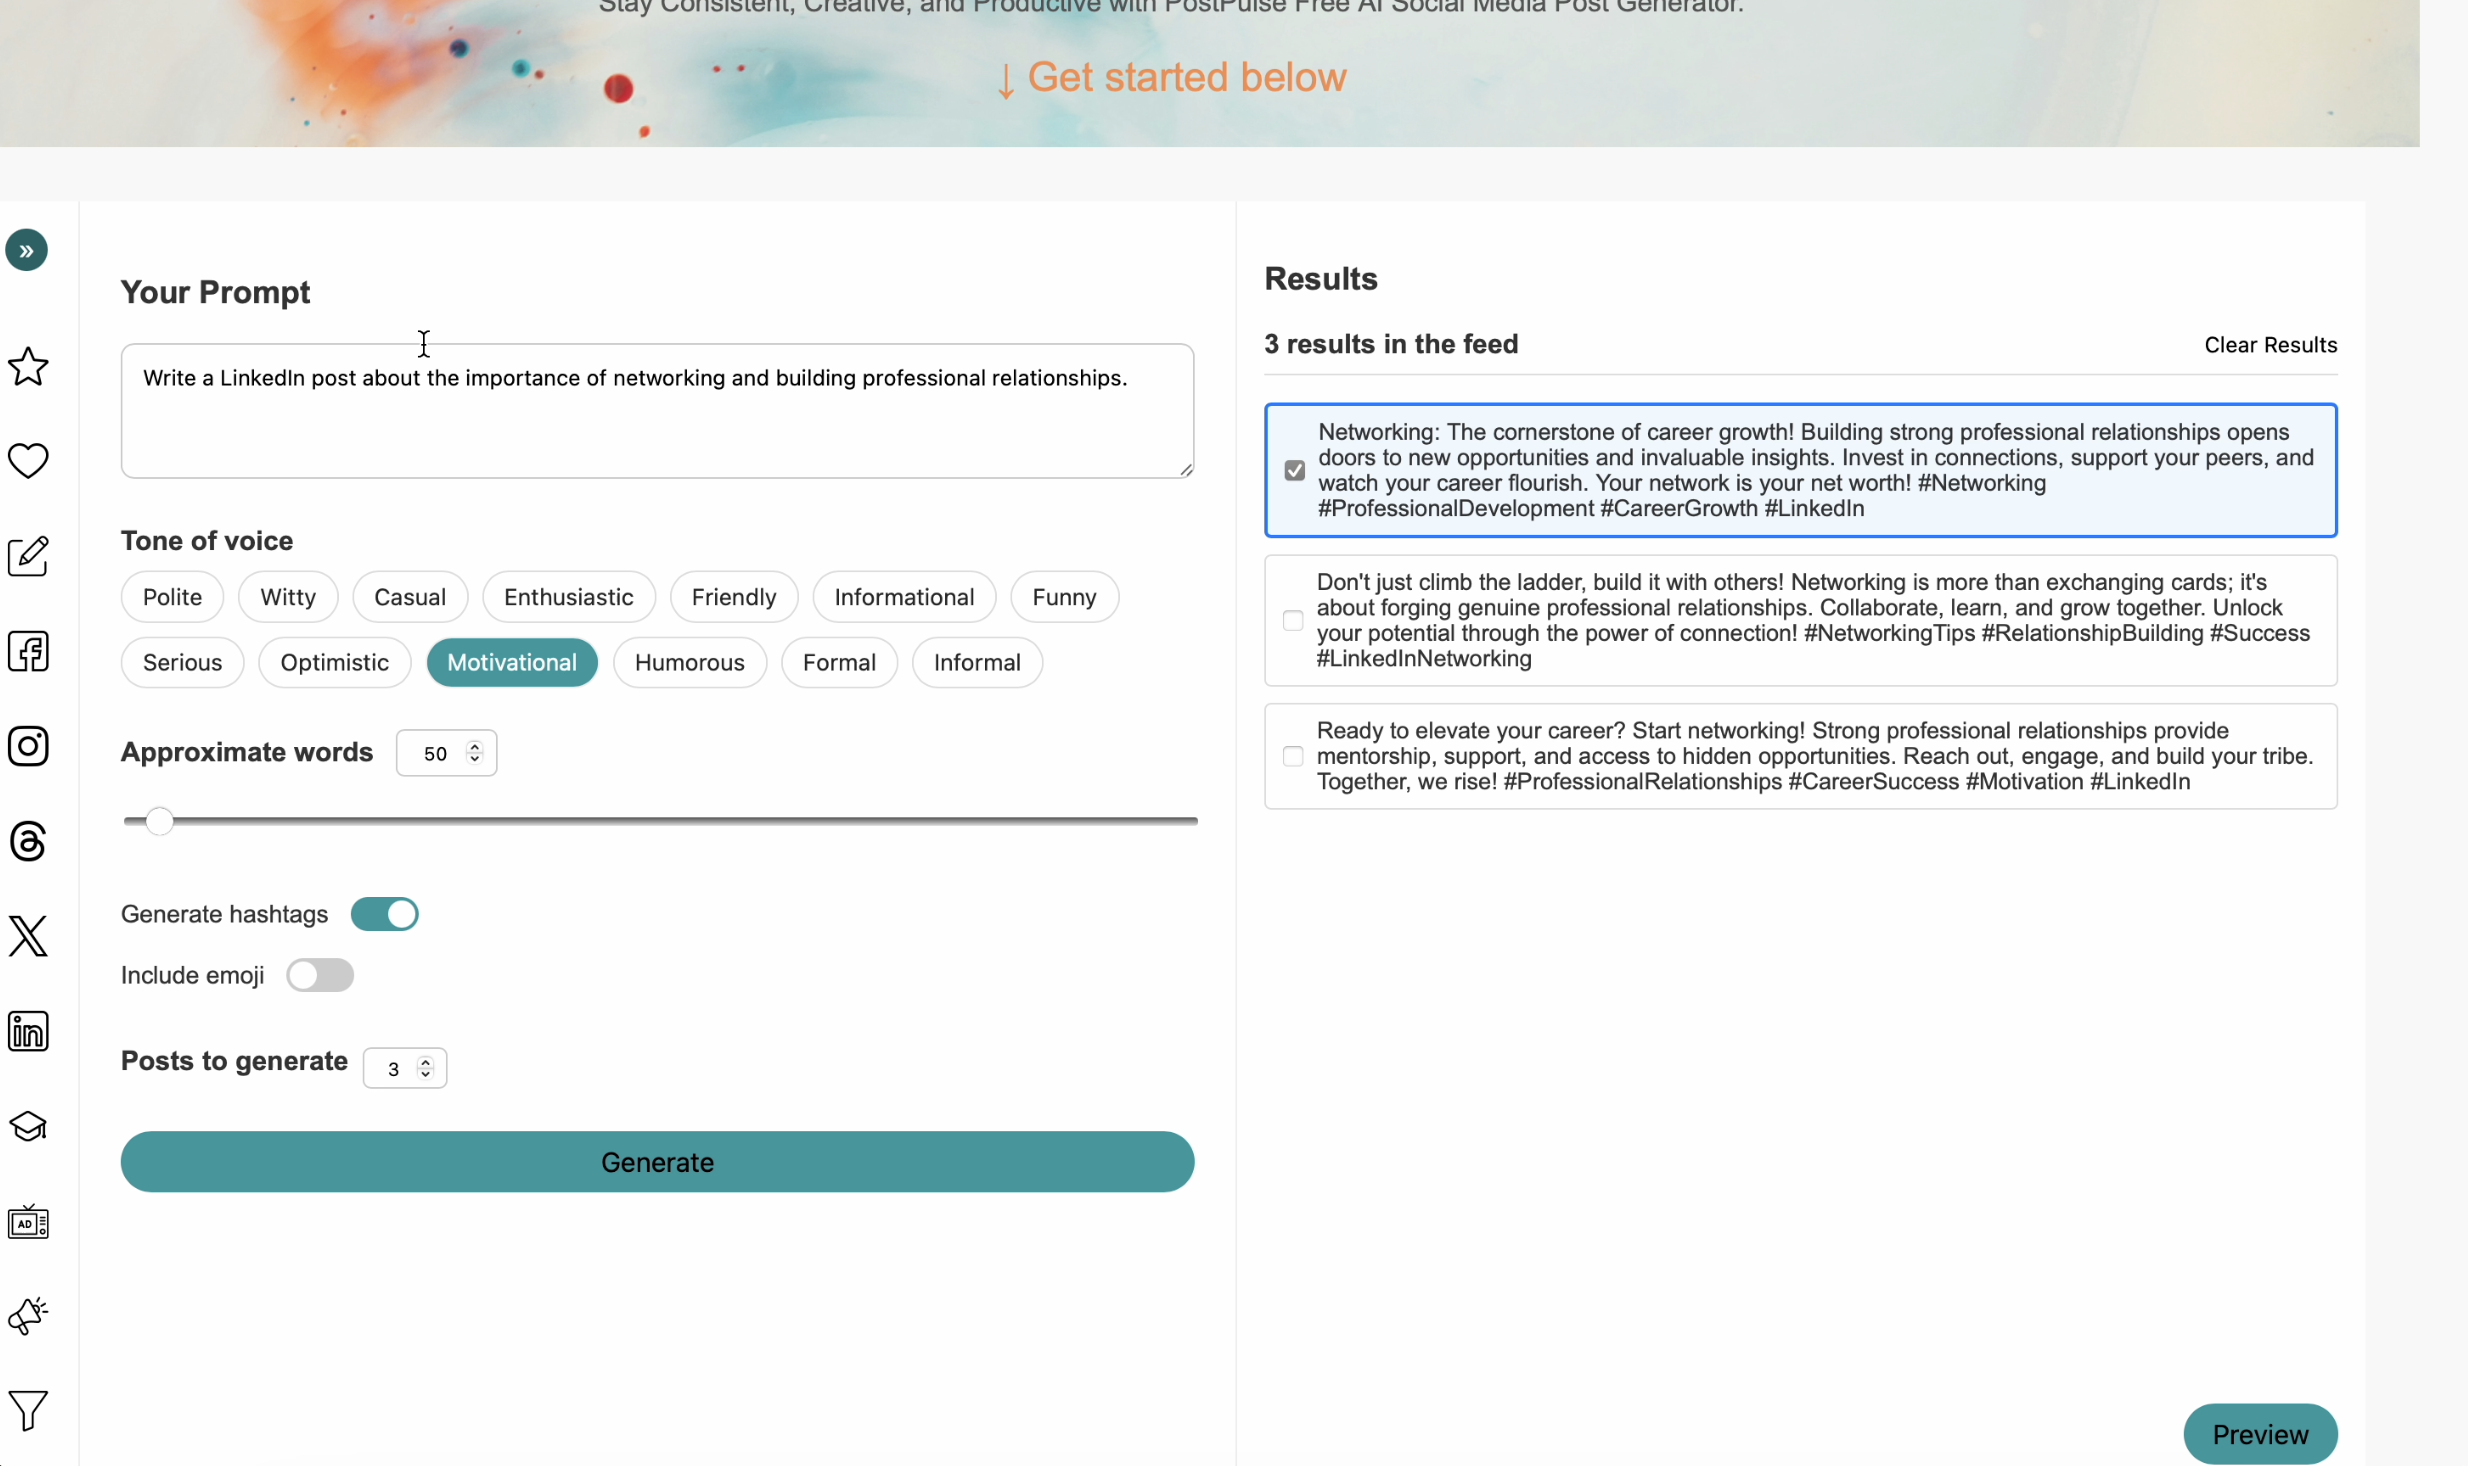 Stay Consistent, Creative, and Productive with PostPulse Free AI Social Media Post Generator.
↓ Get started below
»
Your Prompt
Write a LinkedIn post about the importance of networking and building professional relationships.
Tone of voice
Polite Witty Casual Enthusiastic Friendly Informational Funny
Serious Optimistic Motivational Humorous Formal Informal
Approximate words 50
Generate hashtags
Include emoji
Posts to generate 3
Generate
in
AD
Results
3 results in the feed Clear Results
Networking: The cornerstone of career growth! Building strong professional relationships opens
doors to new opportunities and invaluable insights. Invest in connections, support your peers, and
watch your career flourish. Your network is your net worth! #Networking
#ProfessionalDevelopment #CareerGrowth #LinkedIn
Don't just climb the ladder, build it with others! Networking is more than exchanging cards; it's
about forging genuine professional relationships. Collaborate, learn, and grow together. Unlock
your potential through the power of connection! #NetworkingTips #RelationshipBuilding #Success
#LinkedInNetworking
Ready to elevate your career? Start networking! Strong professional relationships provide
mentorship, support, and access to hidden opportunities. Reach out, engage, and build your tribe.
Together, we rise! #ProfessionalRelationships #CareerSuccess #Motivation #LinkedIn
Preview